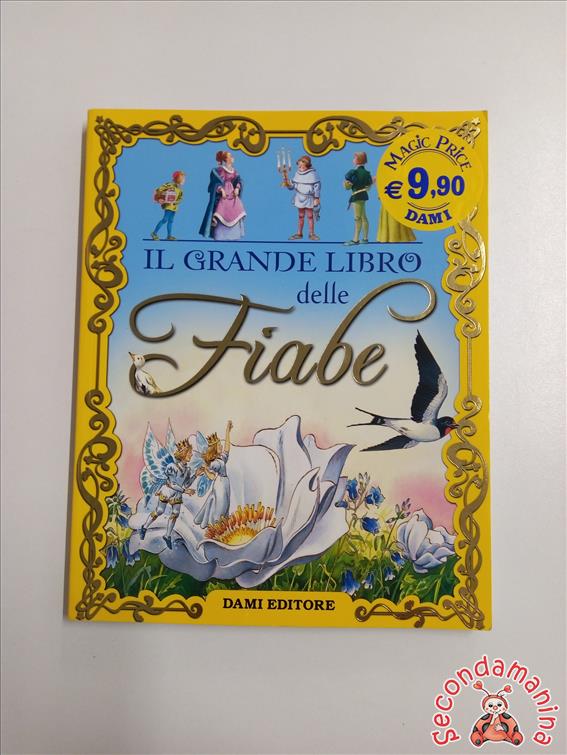 MAGIC PRICE
€ 9,90
DAMI
IL GRANDE LIBRO
delle
Fiabe
DAMI EDITORE
Secondamanina